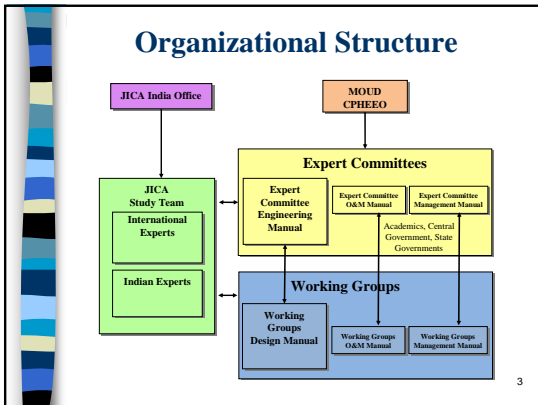 Organizational Structure
JICA India Office
MOUD
CPHEEO
Expert Committees
JICA
Study Team
International
Experts
Indian Experts
Expert
Committee
Engineering
Manual
Expert Committee
O&M Manual
Expert Committee
Management Manual
Academics, Central
Government, State
Governments
Working Groups
Working
Groups
Design Manual
Working Groups
O&M Manual
Working Groups
Management Manual
3